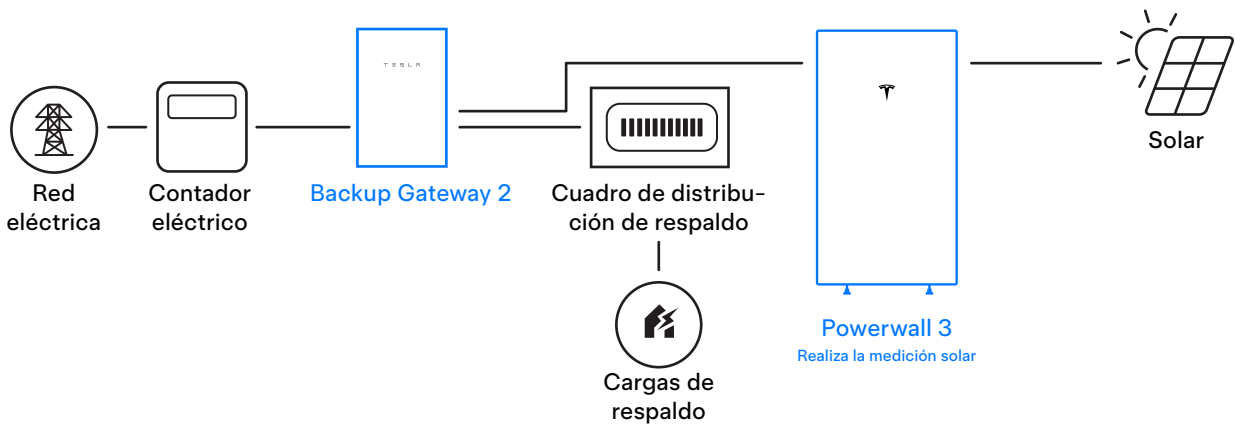 TESLA
Solar
Red
eléctrica
Contador
eléctrico
Backup Gateway 2
Cuadro de distribu-
ción de respaldo
Powerwall 3
Realiza la medición solar
Cargas de
respaldo